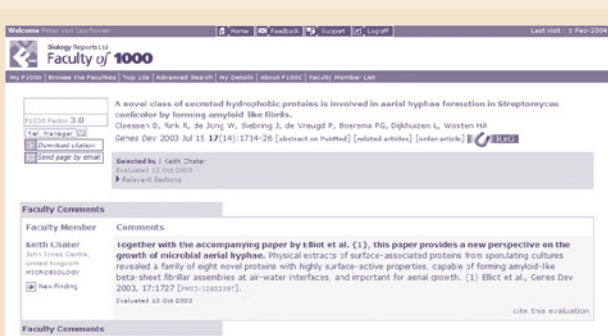 Welcome Peter van Laarhoven
Home
Feedback
Support
Logoff
Last visit : 1-Feb-2004
Biology Reports Ltd
Faculty of 1000
My F1000 | Browse the Faculties | Top 10s | Advanced Search | My Details | About F1000 | Faculty Member List
A novel class of secreted hydrophobic proteins is involved in aerial hyphae formation in Streptomyces
coelicolor by forming amyloid-like fibrils.
Claessen D, Rink R, de Jong W, Siebring J, de Vreugd P, Boersma FG, Dijkhuizen L, Wosten HA
Genes Dev 2003 Jul 15 17(14):1714-26 [abstract on PubMed] [related articles] [order article]
F1000 Factor 3.0
Ref. Manager
Download citation
Send page by email
Selected by | Keith Chater
Evaluated 13 Oct 2003
Relevant Sections
Faculty Comments
Faculty Member
Comments
Keith Chater
John Innes Centre,
United Kingdom
MICROBIOLOGY
New Finding
Together with the accompanying paper by Elliot et al. {1}, this paper provides a new perspective on the
growth of microbial aerial hyphae. Physical extracts of surface-associated proteins from sporulating cultures
revealed a family of eight novel proteins with highly surface-active properties, capable of forming amyloid-like
beta-sheet fibrillar assemblies at air-water interfaces, and important for aerial growth. {1} Elliot et al., Genes Dev
2003, 17:1727 [PMID:12832397].
Evaluated 13 Oct 2003
cite this evaluation
Faculty Comments